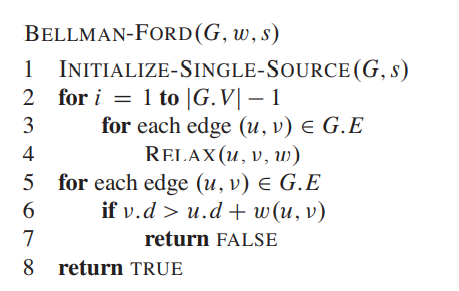 BELLMAN-FORD(G, w, s)
1 INITIALIZE-SINGLE-SOURCE(G, s)
2 for i = 1 to |G.V| − 1
3 for each edge (u, v) ∈ G.E
4 RELAX(u, v, w)
5 for each edge (u, v) ∈ G.E
6 if v.d > u.d + w(u, v)
7 return FALSE
8 return TRUE